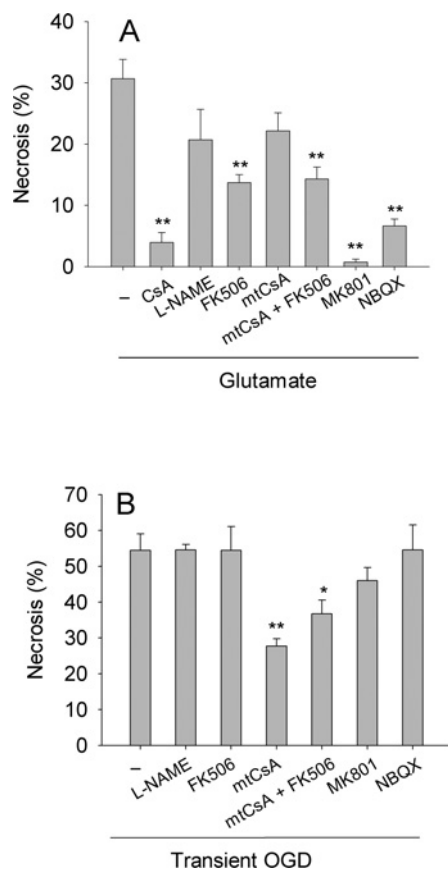 A
Necrosis (%)
40
30
20
10
0
**
**
**
**
**
– CsA L-NAME FK506 mtCsA mtCsA + FK506 MK801 NBQX
Glutamate
B
Necrosis (%)
70
60
50
40
30
20
10
0
**
*
– L-NAME FK506 mtCsA mtCsA + FK506 MK801 NBQX
Transient OGD